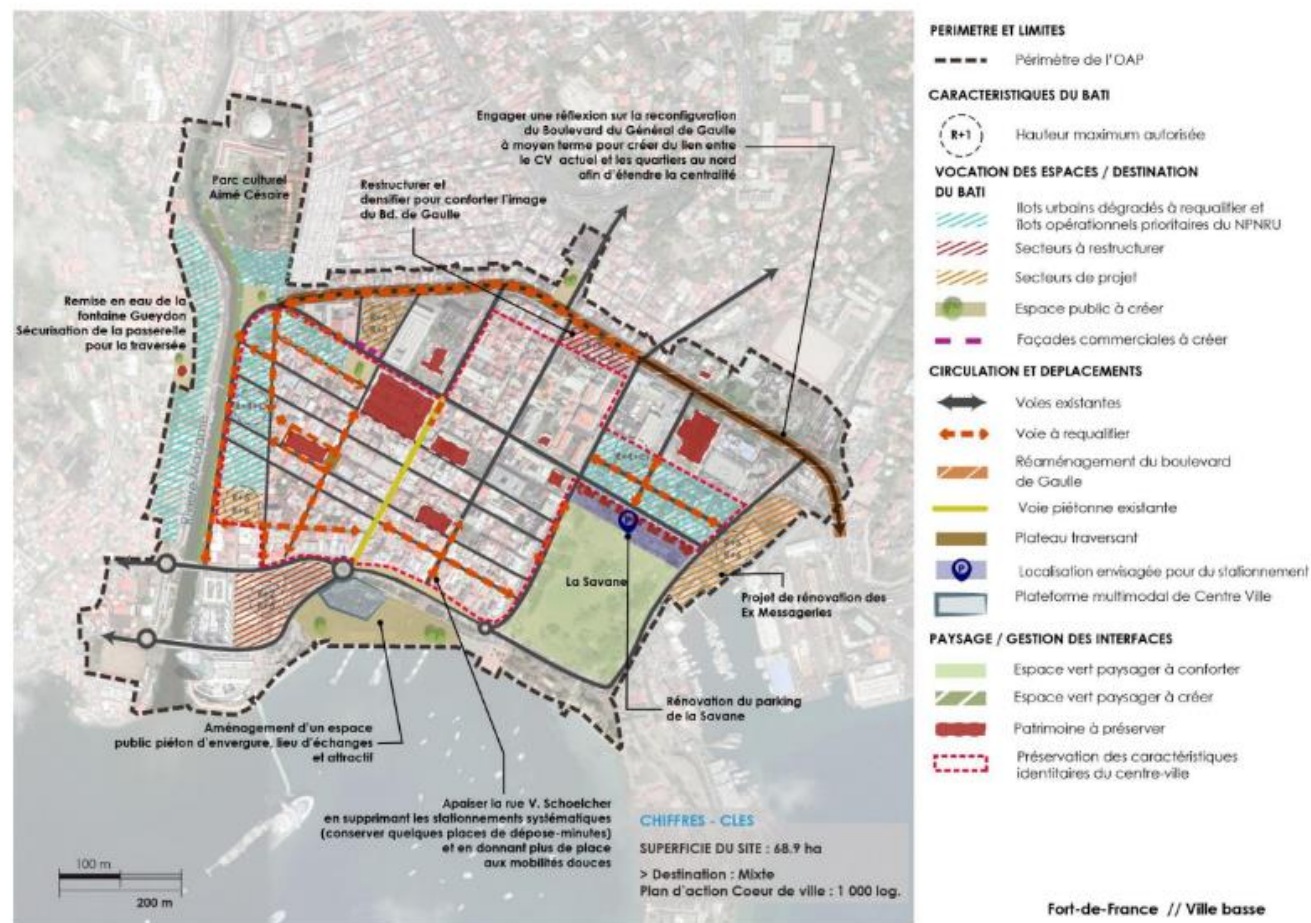 Engager une réflexion sur la reconfiguration
du Boulevard du Général de Gaulle
à moyen terme pour créer du lien entre
le CV actuel et les quartiers au nord
afin d'étendre la centralité
Parc culturel
Aimé Césaire
Restructurer et
densifier pour conforter l'image
du Bd. de Gaulle
Remise en eau de la
fontaine Gueydon
Sécurisation de la passerelle
pour la traversée
La Savane
P
Projet de rénovation des
Ex Messageries
Rénovation du parking
de la Savane
Aménagement d'un espace
public piéton d'envergure, lieu d'échanges
et attractif
Apaiser la rue V. Schoelcher
en supprimant les stationnements systématiques
(conserver quelques places de dépose-minutes)
et en donnant plus de place
aux mobilités douces
CHIFFRES - CLES
SUPERFICIE DU SITE : 68.9 ha
> Destination : Mixte
Plan d'action Coeur de ville : 1 000 log.
100 m
200 m
PERIMETRE ET LIMITES
Périmètre de l'OAP
CARACTERISTIQUES DU BATI
R+1
Hauteur maximum autorisée
VOCATION DES ESPACES / DESTINATION
DU BATI
Ilots urbains dégradés à requalifier et
îlots opérationnels prioritaires du NPNRU
Secteurs à restructurer
Secteurs de projet
Espace public à créer
Façades commerciales à créer
CIRCULATION ET DEPLACEMENTS
Voies existantes
Voie à requalifier
Réaménagement du boulevard
de Gaulle
Voie piétonne existante
Plateau traversant
P
Localisation envisagée pour du stationnement
Plateforme multimodal de Centre Ville
PAYSAGE / GESTION DES INTERFACES
Espace vert paysager à conforter
Espace vert paysager à créer
Patrimoine à préserver
Préservation des caractéristiques
identitaires du centre-ville
Fort-de-France // Ville basse